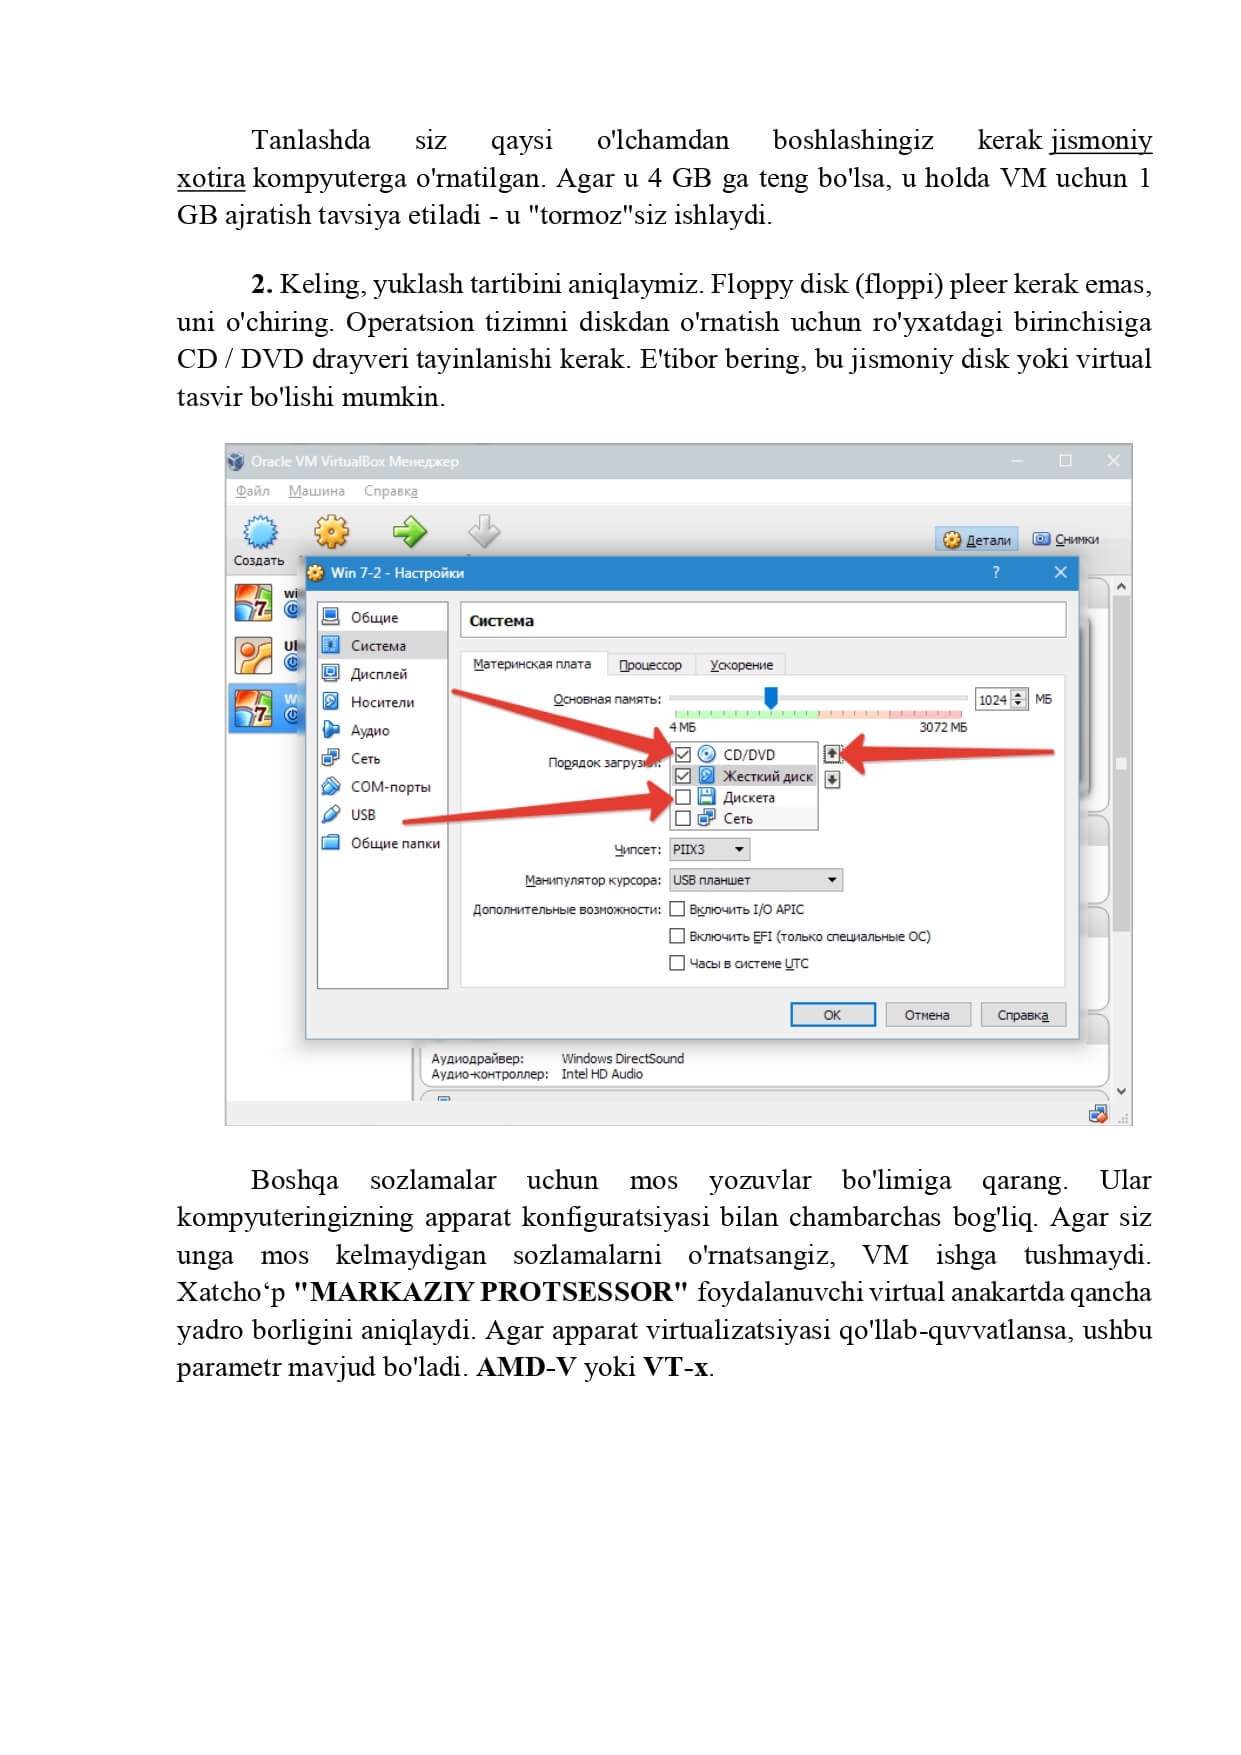 Tanlashda siz qaysi o'lchamdan boshlashingiz kerak jismoniy
xotira kompyuterga o'rnatilgan. Agar u 4 GB ga teng bo'lsa, u holda VM uchun 1
GB ajratish tavsiya etiladi - u "tormoz"siz ishlaydi.
2. Keling, yuklash tartibini aniqlaymiz. Floppy disk (floppi) pleer kerak emas,
uni o'chiring. Operatsion tizimni diskdan o'rnatish uchun ro'yxatdagi birinchisiga
CD / DVD drayveri tayinlanishi kerak. E'tibor bering, bu jismoniy disk yoki virtual
tasvir bo'lishi mumkin.
Oracle VM VirtualBox Менеджер
Файл Машина Справка
Создать
Детали Снимки
Win 7-2 - Настройки
Общие
Система
Дисплей
Носители
Аудио
Сеть
COM-порты
USB
Общие папки
Система
Материнская плата Процессор Ускорение
Основная память: 1024 МБ
4 МБ 3072 МБ
Порядок загрузки:
CD/DVD
Жесткий диск
Дискета
Сеть
Чипсет: PIIX3
Манипулятор курсора: USB планшет
Дополнительные возможности: Включить I/O APIC
Включить EFI (только специальные ОС)
Часы в системе UTC
OK Отмена Справка
Аудиодрайвер: Windows DirectSound
Аудио-контроллер: Intel HD Audio
Boshqa sozlamalar uchun mos yozuvlar bo'limiga qarang. Ular
kompyuteringizning apparat konfiguratsiyasi bilan chambarchas bog'liq. Agar siz
unga mos kelmaydigan sozlamalarni o'rnatsangiz, VM ishga tushmaydi.
Xatcho‘p "MARKAZIY PROTSESSOR" foydalanuvchi virtual anakartda qancha
yadro borligini aniqlaydi. Agar apparat virtualizatsiyasi qo'llab-quvvatlansa, ushbu
parametr mavjud bo'ladi. AMD-V yoki VT-x.